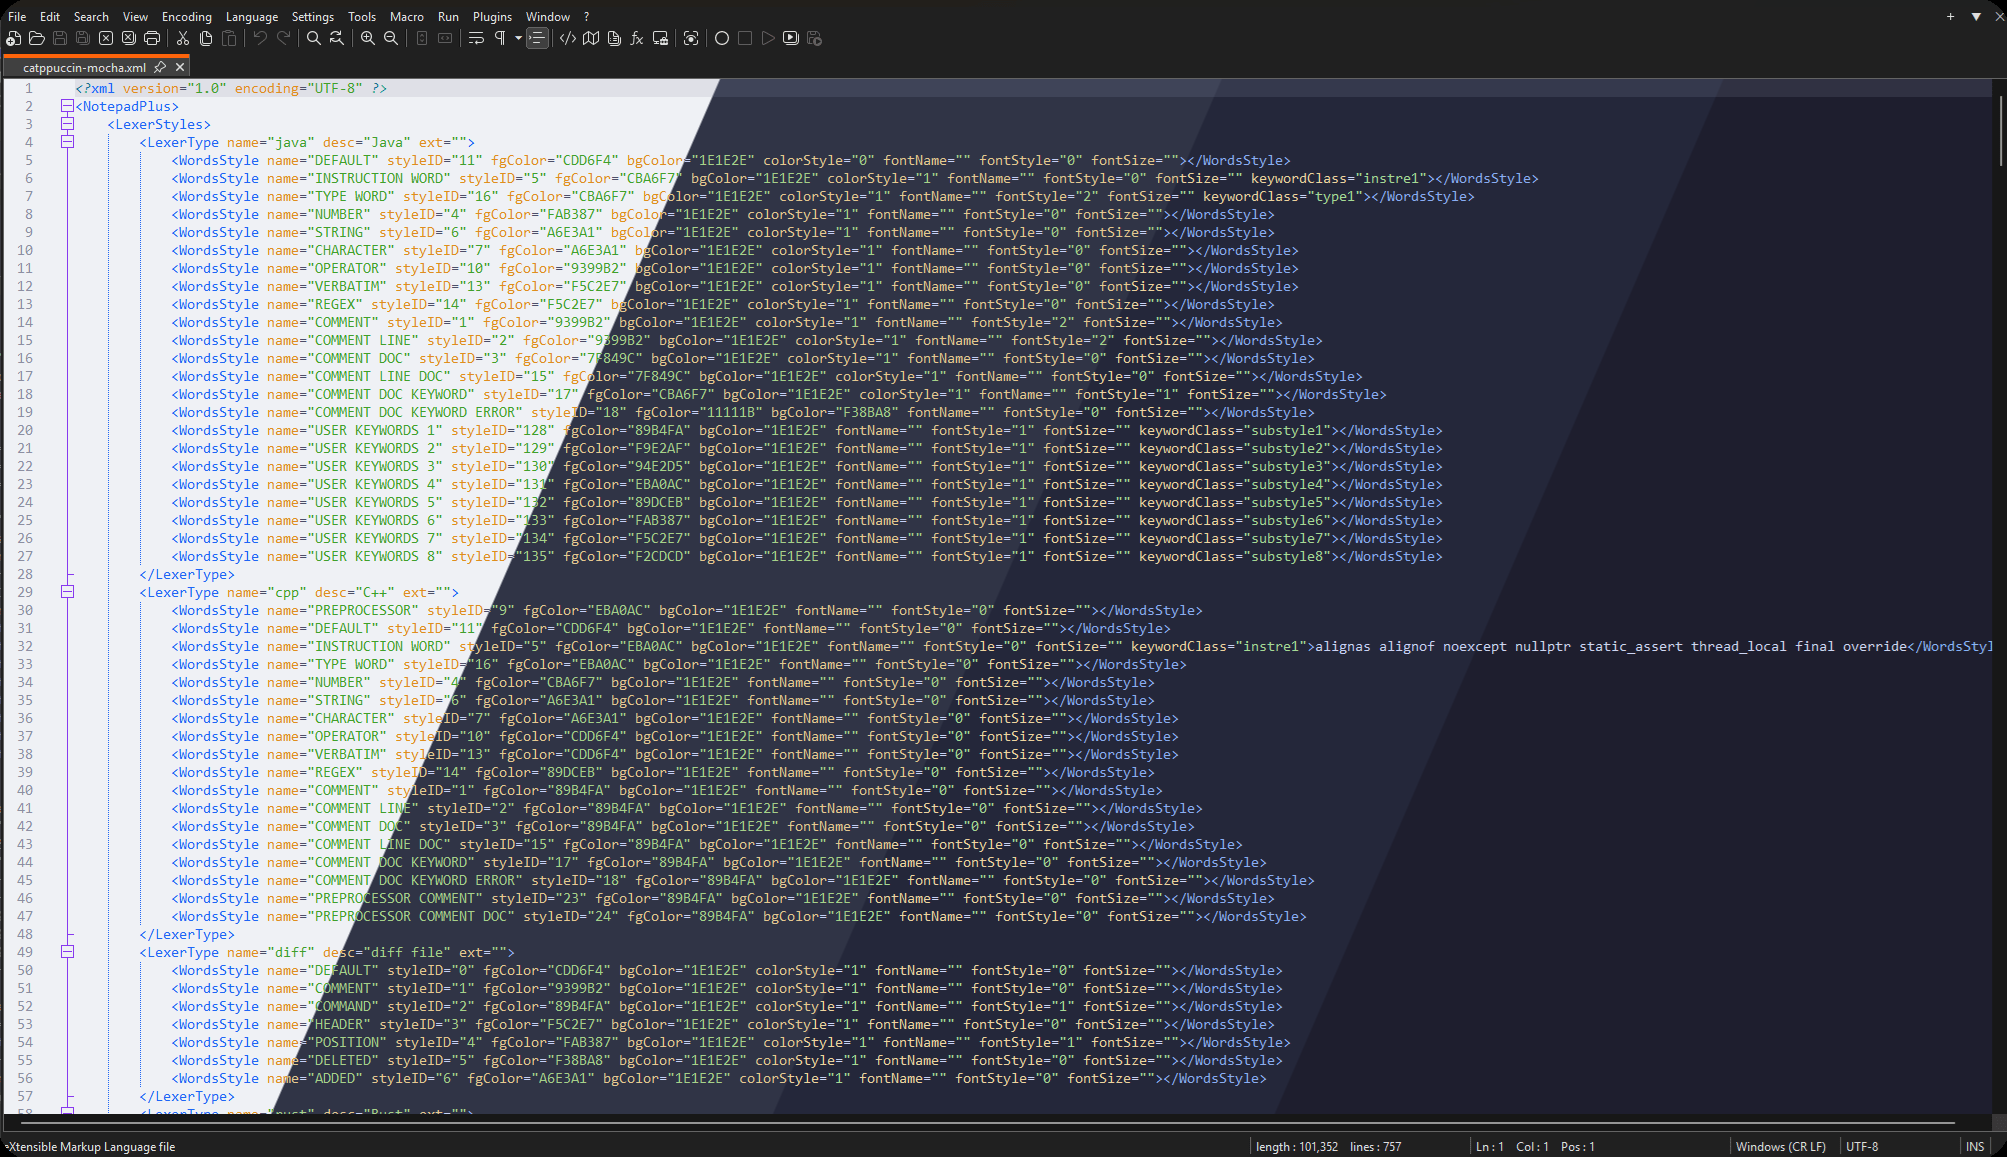 File Edit Search View Encoding Language Settings Tools Macro Run Plugins Window ?
catppuccin-mocha.xml
1 <?xml version="1.0" encoding="UTF-8" ?>
2 <NotepadPlus>
3 <LexerStyles>
4 <LexerType name="java" desc="Java" ext="">
5 <WordsStyle name="DEFAULT" styleID="11" fgColor="CDD6F4" bgColor="1E1E2E" colorStyle="0" fontName="" fontStyle="0" fontSize=""></WordsStyle>
6 <WordsStyle name="INSTRUCTION WORD" styleID="5" fgColor="CBA6F7" bgColor="1E1E2E" colorStyle="1" fontName="" fontStyle="0" fontSize="" keywordClass="instre1"></WordsStyle>
7 <WordsStyle name="TYPE WORD" styleID="16" fgColor="CBA6F7" bgColor="1E1E2E" colorStyle="1" fontName="" fontStyle="2" fontSize="" keywordClass="type1"></WordsStyle>
8 <WordsStyle name="NUMBER" styleID="4" fgColor="FAB387" bgColor="1E1E2E" colorStyle="1" fontName="" fontStyle="0" fontSize=""></WordsStyle>
9 <WordsStyle name="STRING" styleID="6" fgColor="A6E3A1" bgColor="1E1E2E" colorStyle="1" fontName="" fontStyle="0" fontSize=""></WordsStyle>
10 <WordsStyle name="CHARACTER" styleID="7" fgColor="A6E3A1" bgColor="1E1E2E" colorStyle="1" fontName="" fontStyle="0" fontSize=""></WordsStyle>
11 <WordsStyle name="OPERATOR" styleID="10" fgColor="9399B2" bgColor="1E1E2E" colorStyle="1" fontName="" fontStyle="0" fontSize=""></WordsStyle>
12 <WordsStyle name="VERBATIM" styleID="13" fgColor="F5C2E7" bgColor="1E1E2E" colorStyle="1" fontName="" fontStyle="0" fontSize=""></WordsStyle>
13 <WordsStyle name="REGEX" styleID="14" fgColor="F5C2E7" bgColor="1E1E2E" colorStyle="1" fontName="" fontStyle="0" fontSize=""></WordsStyle>
14 <WordsStyle name="COMMENT" styleID="1" fgColor="9399B2" bgColor="1E1E2E" colorStyle="1" fontName="" fontStyle="2" fontSize=""></WordsStyle>
15 <WordsStyle name="COMMENT LINE" styleID="2" fgColor="9399B2" bgColor="1E1E2E" colorStyle="1" fontName="" fontStyle="2" fontSize=""></WordsStyle>
16 <WordsStyle name="COMMENT DOC" styleID="3" fgColor="7F849C" bgColor="1E1E2E" colorStyle="1" fontName="" fontStyle="0" fontSize=""></WordsStyle>
17 <WordsStyle name="COMMENT LINE DOC" styleID="15" fgColor="7F849C" bgColor="1E1E2E" colorStyle="1" fontName="" fontStyle="0" fontSize=""></WordsStyle>
18 <WordsStyle name="COMMENT DOC KEYWORD" styleID="17" fgColor="CBA6F7" bgColor="1E1E2E" colorStyle="1" fontName="" fontStyle="1" fontSize=""></WordsStyle>
19 <WordsStyle name="COMMENT DOC KEYWORD ERROR" styleID="18" fgColor="11111B" bgColor="F38BA8" fontName="" fontStyle="0" fontSize=""></WordsStyle>
20 <WordsStyle name="USER KEYWORDS 1" styleID="128" fgColor="89B4FA" bgColor="1E1E2E" fontName="" fontStyle="1" fontSize="" keywordClass="substyle1"></WordsStyle>
21 <WordsStyle name="USER KEYWORDS 2" styleID="129" fgColor="F9E2AF" bgColor="1E1E2E" fontName="" fontStyle="1" fontSize="" keywordClass="substyle2"></WordsStyle>
22 <WordsStyle name="USER KEYWORDS 3" styleID="130" fgColor="94E2D5" bgColor="1E1E2E" fontName="" fontStyle="1" fontSize="" keywordClass="substyle3"></WordsStyle>
23 <WordsStyle name="USER KEYWORDS 4" styleID="131" fgColor="EBA0AC" bgColor="1E1E2E" fontName="" fontStyle="1" fontSize="" keywordClass="substyle4"></WordsStyle>
24 <WordsStyle name="USER KEYWORDS 5" styleID="132" fgColor="89DCEB" bgColor="1E1E2E" fontName="" fontStyle="1" fontSize="" keywordClass="substyle5"></WordsStyle>
25 <WordsStyle name="USER KEYWORDS 6" styleID="133" fgColor="FAB387" bgColor="1E1E2E" fontName="" fontStyle="1" fontSize="" keywordClass="substyle6"></WordsStyle>
26 <WordsStyle name="USER KEYWORDS 7" styleID="134" fgColor="F5C2E7" bgColor="1E1E2E" fontName="" fontStyle="1" fontSize="" keywordClass="substyle7"></WordsStyle>
27 <WordsStyle name="USER KEYWORDS 8" styleID="135" fgColor="F2CDCD" bgColor="1E1E2E" fontName="" fontStyle="1" fontSize="" keywordClass="substyle8"></WordsStyle>
28 </LexerType>
29 <LexerType name="cpp" desc="C++" ext="">
30 <WordsStyle name="PREPROCESSOR" styleID="9" fgColor="EBA0AC" bgColor="1E1E2E" fontName="" fontStyle="0" fontSize=""></WordsStyle>
31 <WordsStyle name="DEFAULT" styleID="11" fgColor="CDD6F4" bgColor="1E1E2E" fontName="" fontStyle="0" fontSize=""></WordsStyle>
32 <WordsStyle name="INSTRUCTION WORD" styleID="5" fgColor="EBA0AC" bgColor="1E1E2E" fontName="" fontStyle="0" fontSize="" keywordClass="instre1">alignas alignof noexcept nullptr static_assert thread_local final override</WordsStyl
33 <WordsStyle name="TYPE WORD" styleID="16" fgColor="EBA0AC" bgColor="1E1E2E" fontName="" fontStyle="0" fontSize=""></WordsStyle>
34 <WordsStyle name="NUMBER" styleID="4" fgColor="CBA6F7" bgColor="1E1E2E" fontName="" fontStyle="0" fontSize=""></WordsStyle>
35 <WordsStyle name="STRING" styleID="6" fgColor="A6E3A1" bgColor="1E1E2E" fontName="" fontStyle="0" fontSize=""></WordsStyle>
36 <WordsStyle name="CHARACTER" styleID="7" fgColor="A6E3A1" bgColor="1E1E2E" fontName="" fontStyle="0" fontSize=""></WordsStyle>
37 <WordsStyle name="OPERATOR" styleID="10" fgColor="CDD6F4" bgColor="1E1E2E" fontName="" fontStyle="0" fontSize=""></WordsStyle>
38 <WordsStyle name="VERBATIM" styleID="13" fgColor="CDD6F4" bgColor="1E1E2E" fontName="" fontStyle="0" fontSize=""></WordsStyle>
39 <WordsStyle name="REGEX" styleID="14" fgColor="89DCEB" bgColor="1E1E2E" fontName="" fontStyle="0" fontSize=""></WordsStyle>
40 <WordsStyle name="COMMENT" styleID="1" fgColor="89B4FA" bgColor="1E1E2E" fontName="" fontStyle="0" fontSize=""></WordsStyle>
41 <WordsStyle name="COMMENT LINE" styleID="2" fgColor="89B4FA" bgColor="1E1E2E" fontName="" fontStyle="0" fontSize=""></WordsStyle>
42 <WordsStyle name="COMMENT DOC" styleID="3" fgColor="89B4FA" bgColor="1E1E2E" fontName="" fontStyle="0" fontSize=""></WordsStyle>
43 <WordsStyle name="COMMENT LINE DOC" styleID="15" fgColor="89B4FA" bgColor="1E1E2E" fontName="" fontStyle="0" fontSize=""></WordsStyle>
44 <WordsStyle name="COMMENT DOC KEYWORD" styleID="17" fgColor="89B4FA" bgColor="1E1E2E" fontName="" fontStyle="0" fontSize=""></WordsStyle>
45 <WordsStyle name="COMMENT DOC KEYWORD ERROR" styleID="18" fgColor="89B4FA" bgColor="1E1E2E" fontName="" fontStyle="0" fontSize=""></WordsStyle>
46 <WordsStyle name="PREPROCESSOR COMMENT" styleID="23" fgColor="89B4FA" bgColor="1E1E2E" fontName="" fontStyle="0" fontSize=""></WordsStyle>
47 <WordsStyle name="PREPROCESSOR COMMENT DOC" styleID="24" fgColor="89B4FA" bgColor="1E1E2E" fontName="" fontStyle="0" fontSize=""></WordsStyle>
48 </LexerType>
49 <LexerType name="diff" desc="diff file" ext="">
50 <WordsStyle name="DEFAULT" styleID="0" fgColor="CDD6F4" bgColor="1E1E2E" colorStyle="1" fontName="" fontStyle="0" fontSize=""></WordsStyle>
51 <WordsStyle name="COMMENT" styleID="1" fgColor="9399B2" bgColor="1E1E2E" colorStyle="1" fontName="" fontStyle="0" fontSize=""></WordsStyle>
52 <WordsStyle name="COMMAND" styleID="2" fgColor="89B4FA" bgColor="1E1E2E" colorStyle="1" fontName="" fontStyle="1" fontSize=""></WordsStyle>
53 <WordsStyle name="HEADER" styleID="3" fgColor="F5C2E7" bgColor="1E1E2E" colorStyle="1" fontName="" fontStyle="0" fontSize=""></WordsStyle>
54 <WordsStyle name="POSITION" styleID="4" fgColor="FAB387" bgColor="1E1E2E" colorStyle="1" fontName="" fontStyle="1" fontSize=""></WordsStyle>
55 <WordsStyle name="DELETED" styleID="5" fgColor="F38BA8" bgColor="1E1E2E" colorStyle="1" fontName="" fontStyle="0" fontSize=""></WordsStyle>
56 <WordsStyle name="ADDED" styleID="6" fgColor="A6E3A1" bgColor="1E1E2E" colorStyle="1" fontName="" fontStyle="0" fontSize=""></WordsStyle>
57 </LexerType>
58 <LexerType name="rust" desc="Rust" ext="">
eXtensible Markup Language file length : 101,352 lines : 757 Ln : 1 Col : 1 Pos : 1 Windows (CR LF) UTF-8 INS